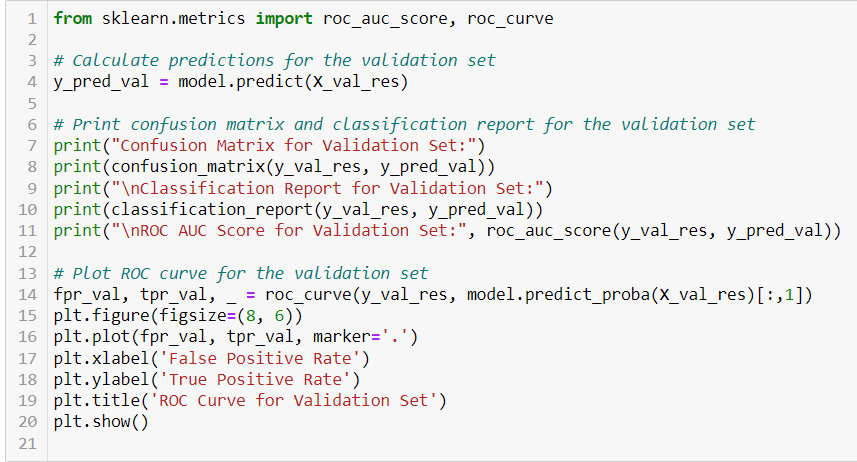 1 from sklearn.metrics import roc_auc_score, roc_curve
2
3 # Calculate predictions for the validation set
4 y_pred_val = model.predict(X_val_res)
5
6 # Print confusion matrix and classification report for the validation set
7 print("Confusion Matrix for Validation Set:")
8 print(confusion_matrix(y_val_res, y_pred_val))
9 print("\nClassification Report for Validation Set:")
10 print(classification_report(y_val_res, y_pred_val))
11 print("\nROC AUC Score for Validation Set:", roc_auc_score(y_val_res, y_pred_val))
12
13 # Plot ROC curve for the validation set
14 fpr_val, tpr_val, _ = roc_curve(y_val_res, model.predict_proba(X_val_res)[:,1])
15 plt.figure(figsize=(8, 6))
16 plt.plot(fpr_val, tpr_val, marker='.')
17 plt.xlabel('False Positive Rate')
18 plt.ylabel('True Positive Rate')
19 plt.title('ROC Curve for Validation Set')
20 plt.show()
21